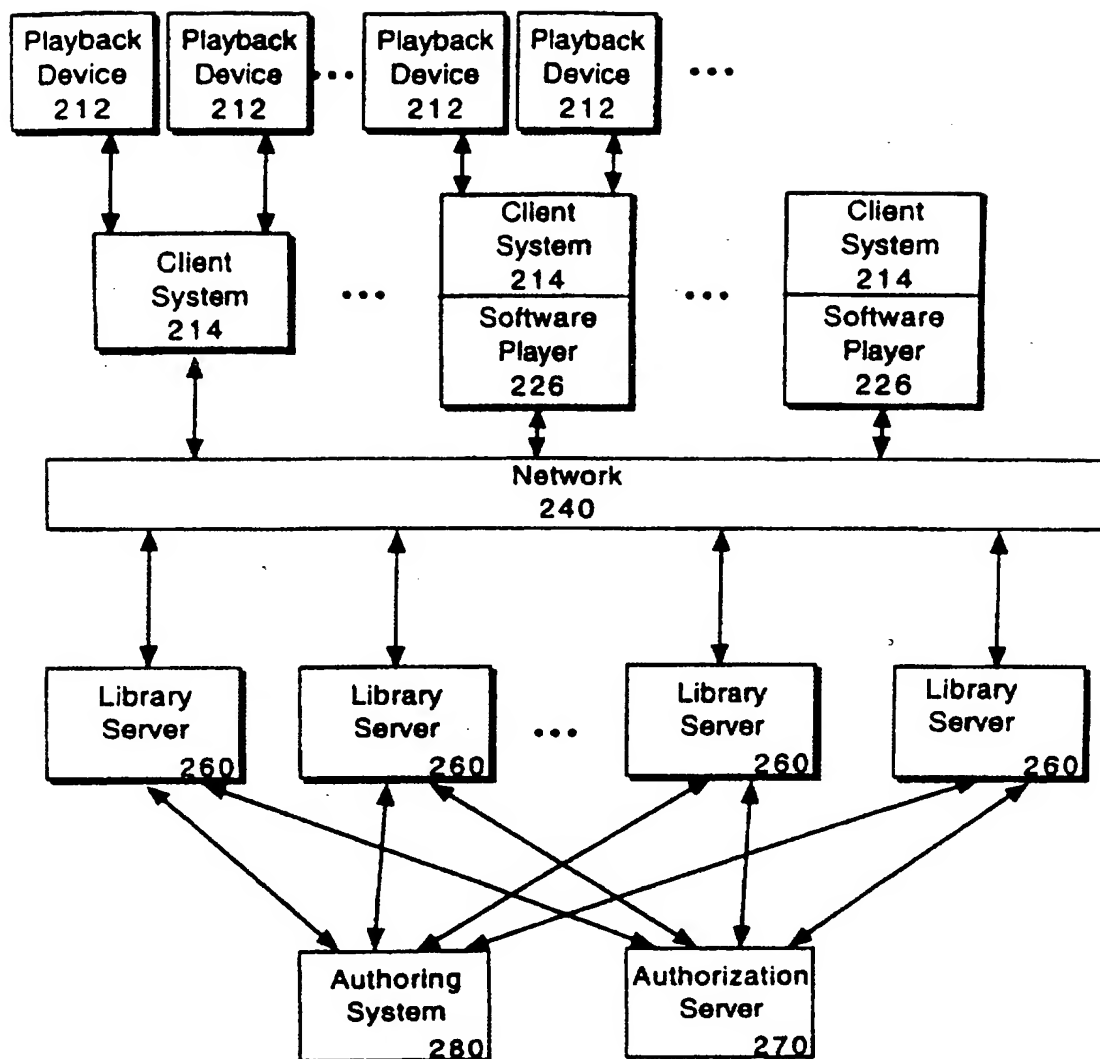 Playback
Device
212
Playback
Device
212
Playback
Device
212
Playback
Device
212
Client
System
214
Client
System
214
Software
Player
226
Client
System
214
Software
Player
226
Network
240
Library
Server
260
Library
Server
260
Library
Server
260
Library
Server
260
Authoring
System
280
Authorization
Server
270